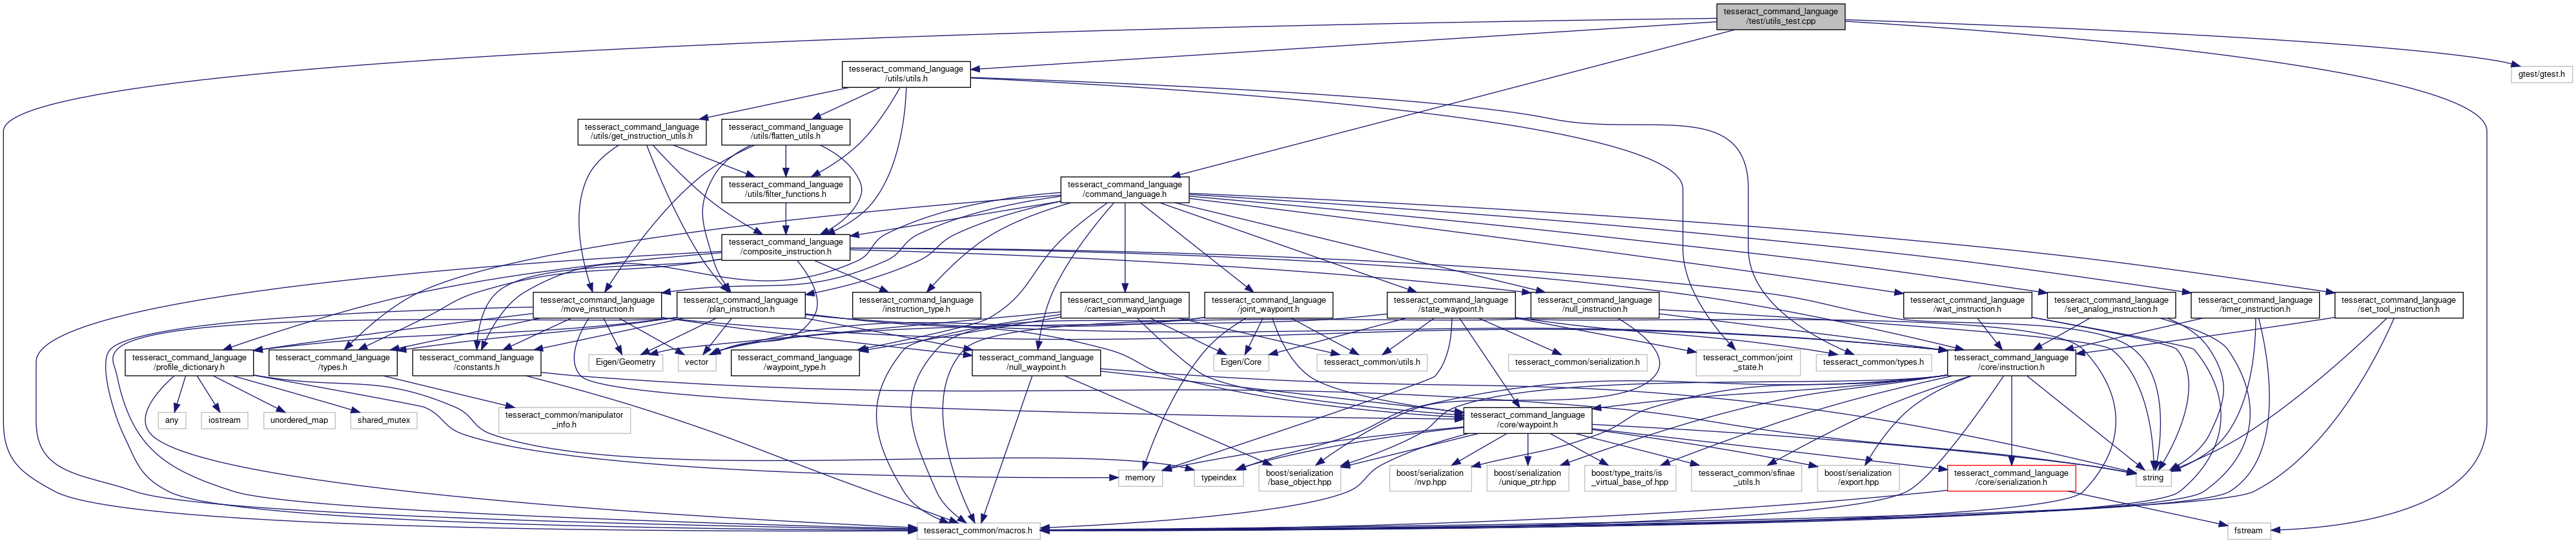 tesseract_command_language
/test/utils_test.cpp
tesseract_command_language
/utils/utils.h
gtest/gtest.h
tesseract_command_language
/utils/get_instruction_utils.h
tesseract_command_language
/utils/flatten_utils.h
tesseract_command_language
/utils/filter_functions.h
tesseract_command_language
/command_language.h
tesseract_command_language
/composite_instruction.h
tesseract_command_language
/move_instruction.h
tesseract_command_language
/plan_instruction.h
tesseract_command_language
/instruction_type.h
tesseract_command_language
/cartesian_waypoint.h
tesseract_command_language
/joint_waypoint.h
tesseract_command_language
/state_waypoint.h
tesseract_command_language
/null_instruction.h
tesseract_command_language
/wait_instruction.h
tesseract_command_language
/set_analog_instruction.h
tesseract_command_language
/timer_instruction.h
tesseract_command_language
/set_tool_instruction.h
tesseract_command_language
/profile_dictionary.h
tesseract_command_language
/types.h
tesseract_command_language
/constants.h
Eigen/Geometry
vector
tesseract_command_language
/waypoint_type.h
tesseract_command_language
/null_waypoint.h
Eigen/Core
tesseract_common/utils.h
tesseract_common/serialization.h
tesseract_common/joint
_state.h
tesseract_common/types.h
tesseract_command_language
/core/instruction.h
any
iostream
unordered_map
shared_mutex
tesseract_common/manipulator
_info.h
tesseract_command_language
/core/waypoint.h
memory
typeindex
boost/serialization
/base_object.hpp
boost/serialization
/nvp.hpp
boost/serialization
/unique_ptr.hpp
boost/type_traits/is
_virtual_base_of.hpp
tesseract_common/sfinae
_utils.h
boost/serialization
/export.hpp
tesseract_command_language
/core/serialization.h
string
tesseract_common/macros.h
fstream